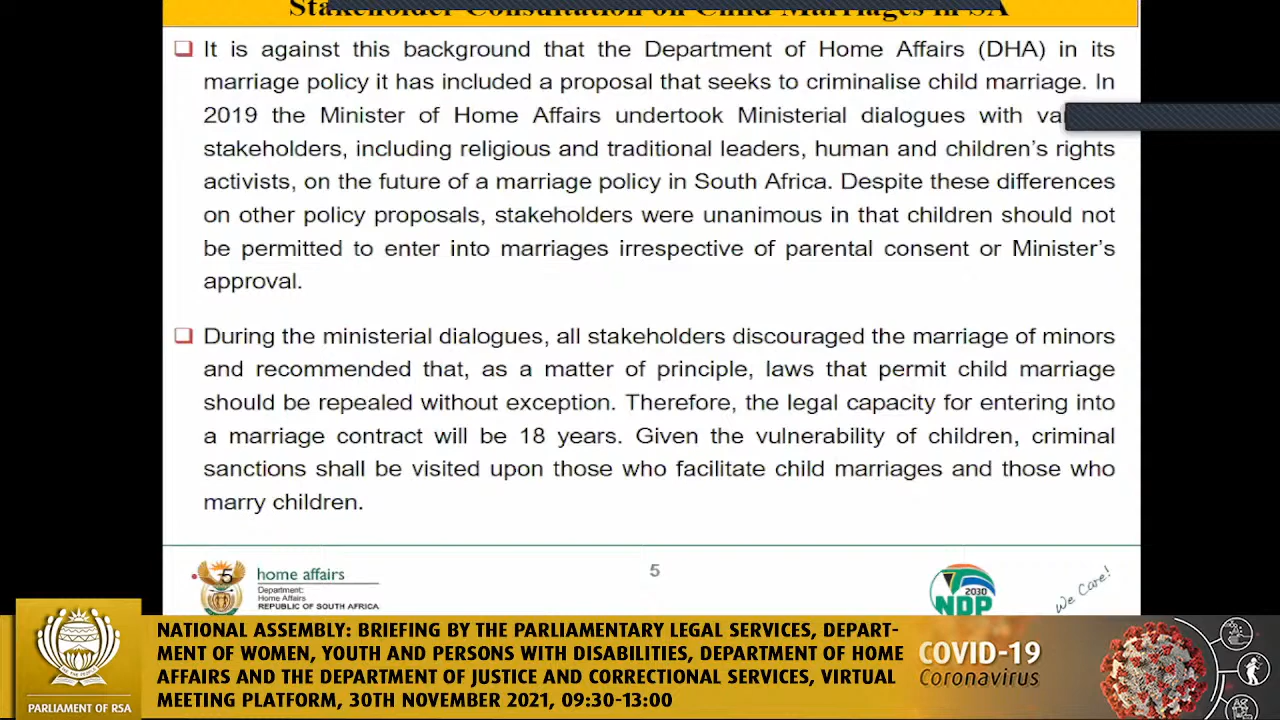 Stakeholder Consultation on Child Marriages in SA
It is against this background that the Department of Home Affairs (DHA) in its
marriage policy it has included a proposal that seeks to criminalise child marriage. In
2019 the Minister of Home Affairs undertook Ministerial dialogues with
stakeholders, including religious and traditional leaders, human and children's rights
activists, on the future of a marriage policy in South Africa. Despite these differences
on other policy proposals, stakeholders were unanimous in that children should not
be permitted to enter into marriages irrespective of parental consent or Minister's
approval.
During the ministerial dialogues, all stakeholders discouraged the marriage of minors
and recommended that, as a matter of principle, laws that permit child marriage
should be repealed without exception. Therefore, the legal capacity for entering into
a marriage contract will be 18 years. Given the vulnerability of children, criminal
sanctions shall be visited upon those who facilitate child marriages and those who
marry children.
5
home affairs
Department:
Home Affairs
REPUBLIC OF SOUTH AFRICA
5
2030
NDP
We Care!
PARLIAMENT OF RSA
NATIONAL ASSEMBLY: BRIEFING BY THE PARLIAMENTARY LEGAL SERVICES, DEPART-
MENT OF WOMEN, YOUTH AND PERSONS WITH DISABILITIES, DEPARTMENT OF HOME
AFFAIRS AND THE DEPARTMENT OF JUSTICE AND CORRECTIONAL SERVICES, VIRTUAL
MEETING PLATFORM, 30TH NOVEMBER 2021, 09:30-13:00
COVID-19
Coronavirus